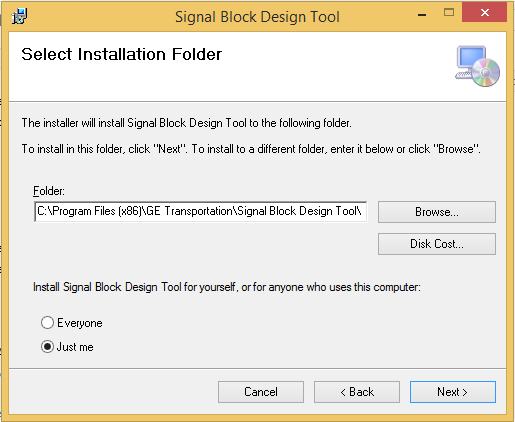 Signal Block Design Tool
Select Installation Folder
The installer will install Signal Block Design Tool to the following folder.
To install in this folder, click "Next". To install to a different folder, enter it below or click "Browse".
Folder:
C:\Program Files (x86)\GE Transportation\Signal Block Design Tool\
Browse...
Disk Cost...
Install Signal Block Design Tool for yourself, or for anyone who uses this computer:
Everyone
Just me
Cancel
< Back
Next >